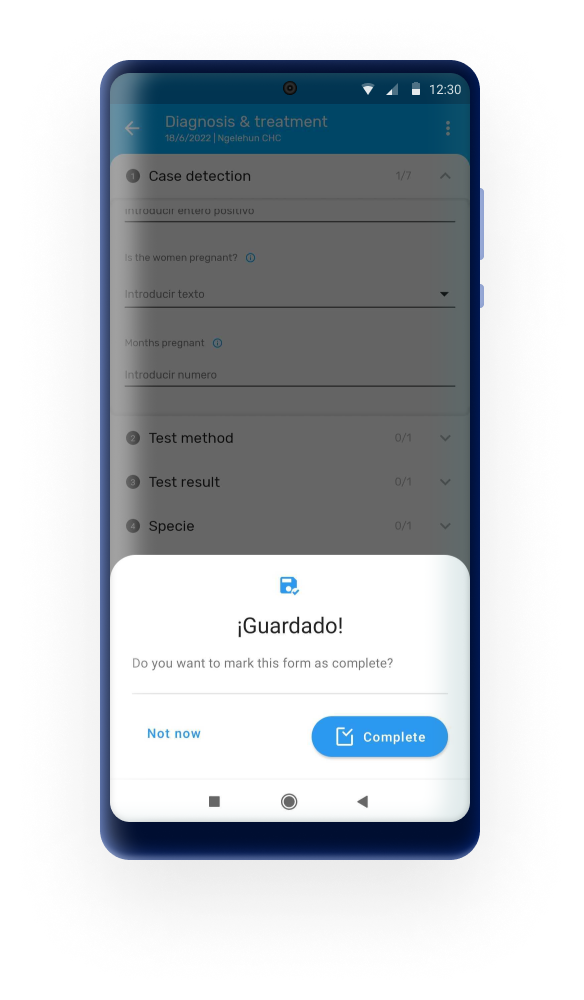 12:30
Diagnosis & treatment
18/6/2022 | Ngelehun CHC
1 Case detection 1/7
Introducir entero positivo
Is the women pregnant?
Introducir texto
Months pregnant
Introducir numero
2 Test method 0/1
3 Test result 0/1
4 Specie 0/1
¡Guardado!
Do you want to mark this form as complete?
Not now
Complete